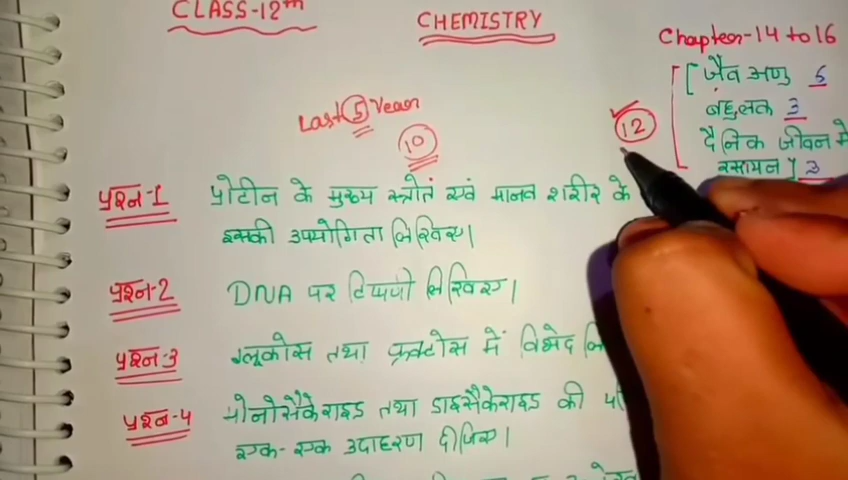 CLASS-12th
CHEMISTRY
Chapter-14 to 16
[ जैव अणु 5
बहुलक 3
दैनिक जीवन मे
रसायन } 2
Last 5 Year
10
12
प्रश्न-1 प्रोटीन के मुख्य स्त्रोतं एवं मानव शरीर के
इसकी उपयोगिता लिखिए।
प्रश्न-2 DNA पर टिप्पणी लिखिए।
प्रश्न-3 ग्लूकोस तथा फ्रक्टोस में विभेद
प्रश्न-4 मोनोसैकेराइड तथा डाइसैकेराइड की
एक-एक उदाहरण दीजिए।